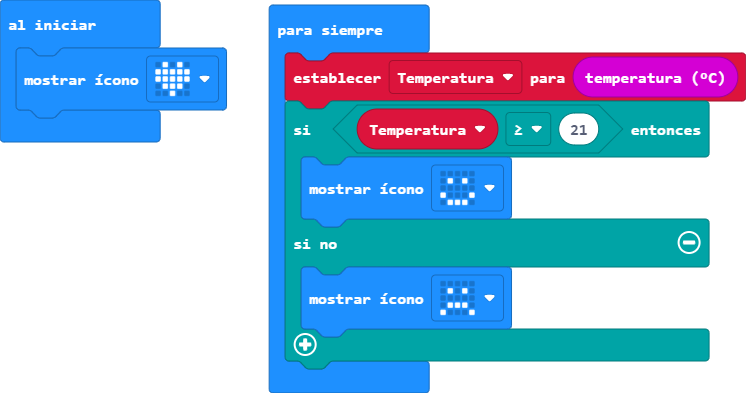 al iniciar
mostrar ícono
para siempre
establecer Temperatura para temperatura (ºC)
si Temperatura ≥ 21 entonces
mostrar ícono
si no
mostrar ícono